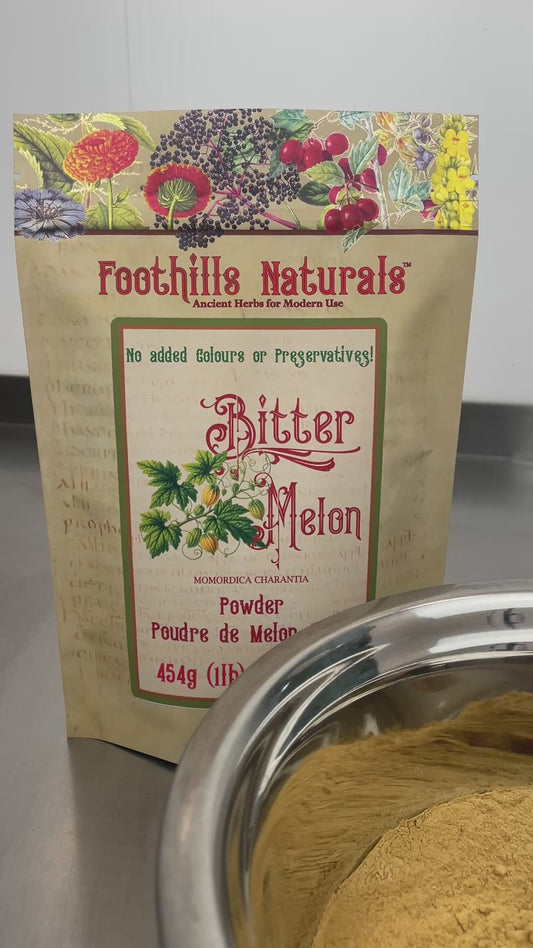 Foothills Naturals™
Ancient Herbs for Modern Use
No added Colours or Preservatives!
Bitter
Melon
MOMORDICA CHARANTIA
Powder
Poudre de Melon
454g (1lb)